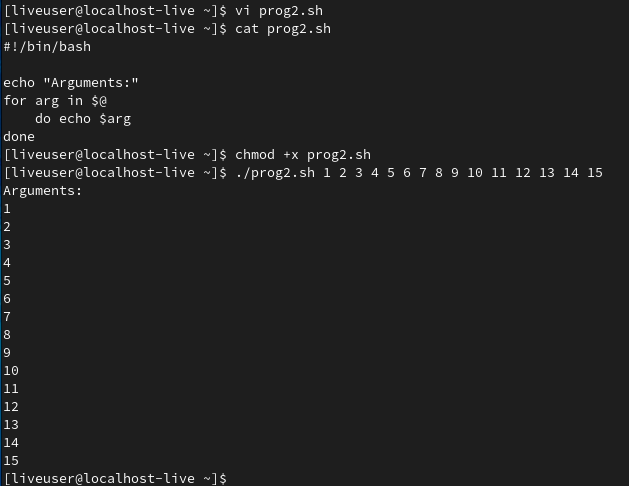 [liveuser@localhost-live ~]$ vi prog2.sh
[liveuser@localhost-live ~]$ cat prog2.sh
#!/bin/bash

echo "Arguments:"
for arg in $@
    do echo $arg
done
[liveuser@localhost-live ~]$ chmod +x prog2.sh
[liveuser@localhost-live ~]$ ./prog2.sh 1 2 3 4 5 6 7 8 9 10 11 12 13 14 15
Arguments:
1
2
3
4
5
6
7
8
9
10
11
12
13
14
15
[liveuser@localhost-live ~]$